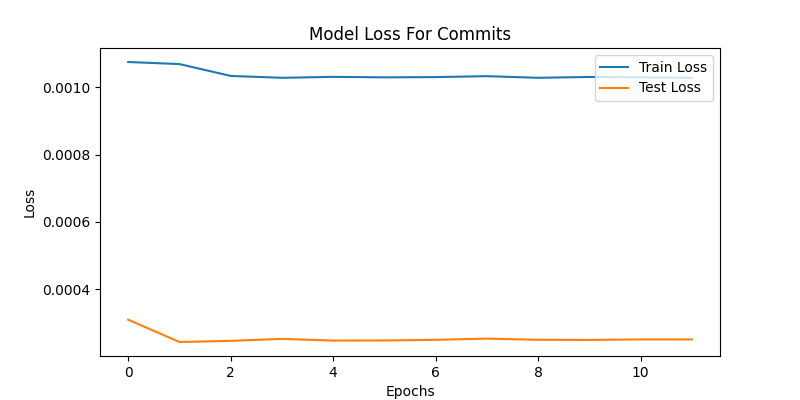 Model Loss For Commits
Train Loss
Test Loss
0.0010
0.0008
0.0006
0.0004
Loss
0 2 4 6 8 10
Epochs